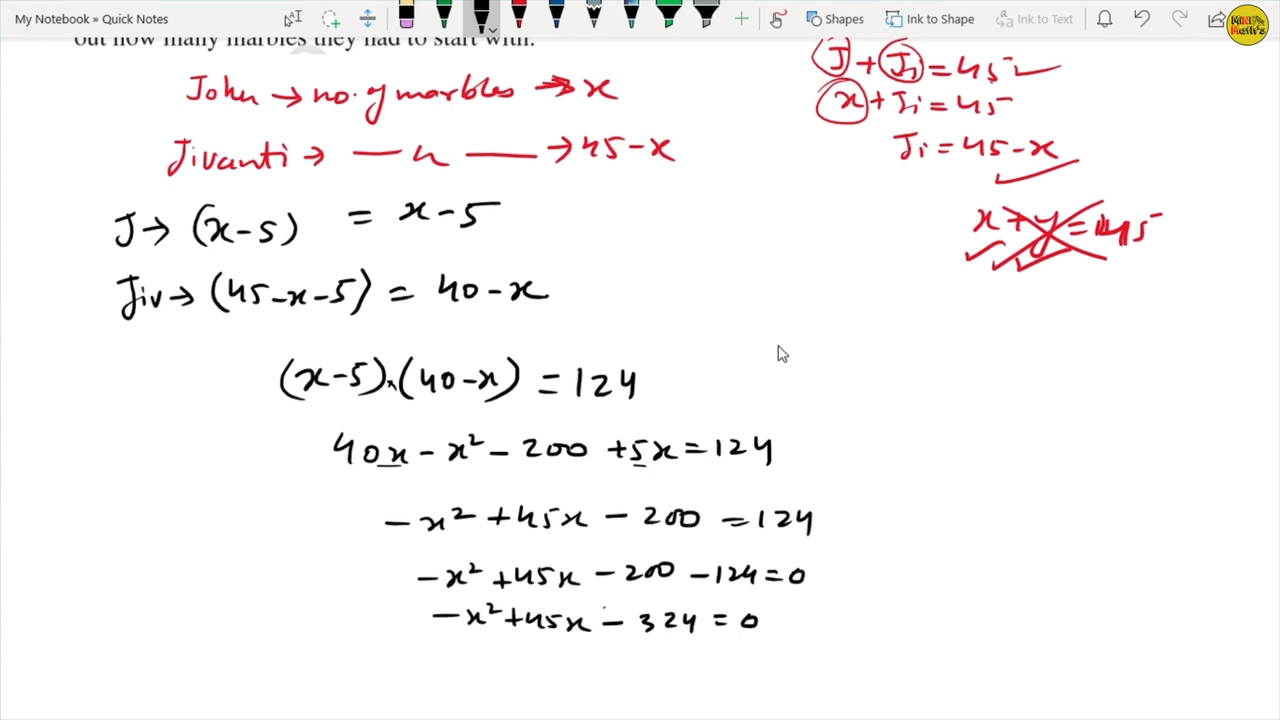 My Notebook » Quick Notes
Shapes
Ink to Shape
Ink to Text
MINI Math's
out how many marbles they had to start with.
John → no. of marbles → x
Jivanti → — " — → 45 - x
J + Ji = 45
x + Ji = 45
Ji = 45 - x
x + y = 45
J → (x - 5) = x - 5
Jiv → (45 - x - 5) = 40 - x
(x - 5) × (40 - x) = 124
40x - x² - 200 + 5x = 124
- x² + 45x - 200 = 124
- x² + 45x - 200 - 124 = 0
- x² + 45x - 324 = 0